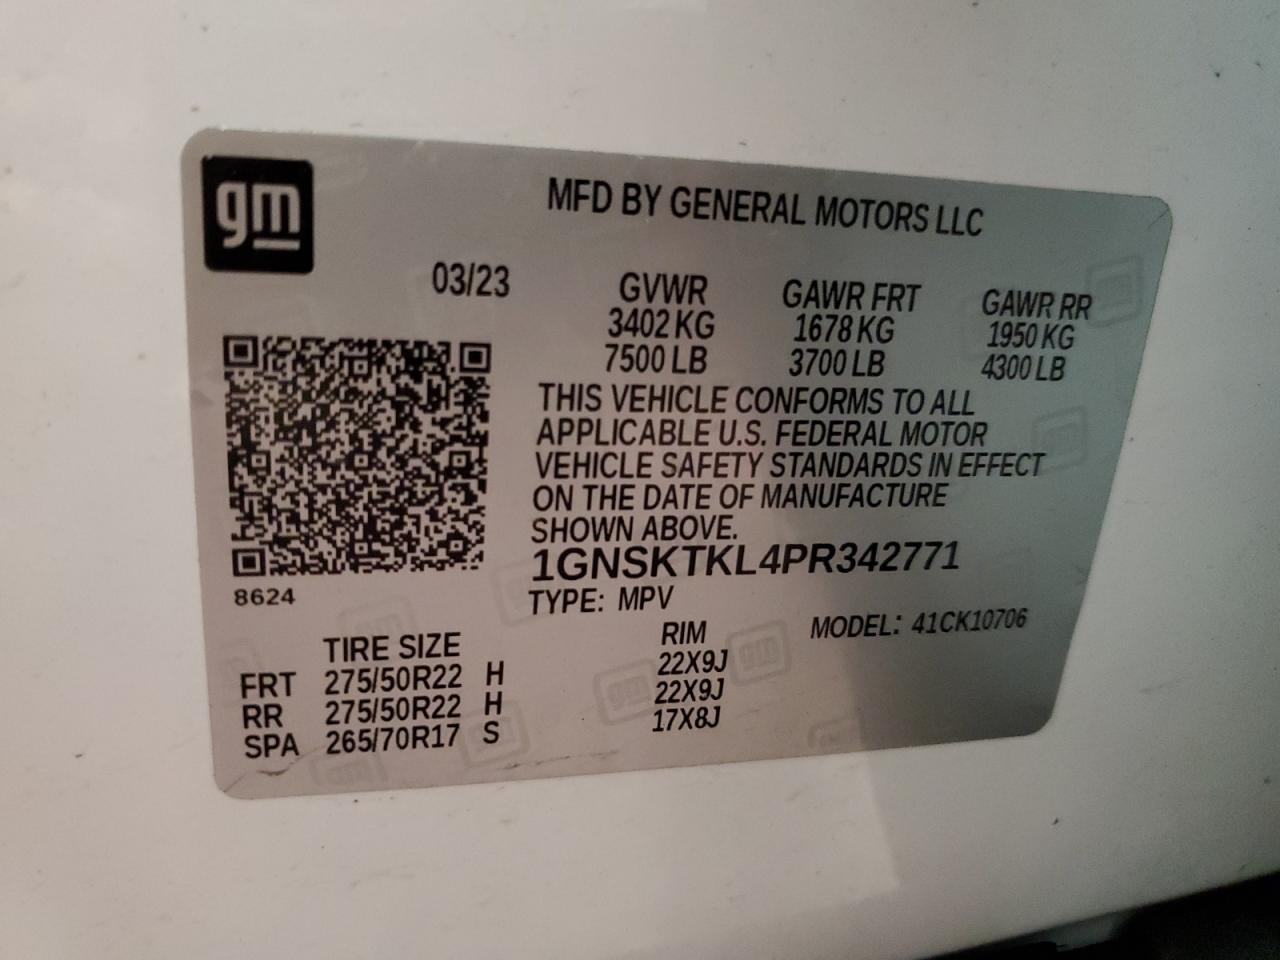 gm
MFD BY GENERAL MOTORS LLC
03/23 GVWR GAWR FRT GAWR RR
3402 KG 1678 KG 1950 KG
7500 LB 3700 LB 4300 LB
THIS VEHICLE CONFORMS TO ALL
APPLICABLE U.S. FEDERAL MOTOR
VEHICLE SAFETY STANDARDS IN EFFECT
ON THE DATE OF MANUFACTURE
SHOWN ABOVE.
1GNSKTKL4PR342771
8624
TYPE: MPV MODEL: 41CK10706
TIRE SIZE RIM
FRT 275/50R22 H 22X9J
RR 275/50R22 H 22X9J
SPA 265/70R17 S 17X8J